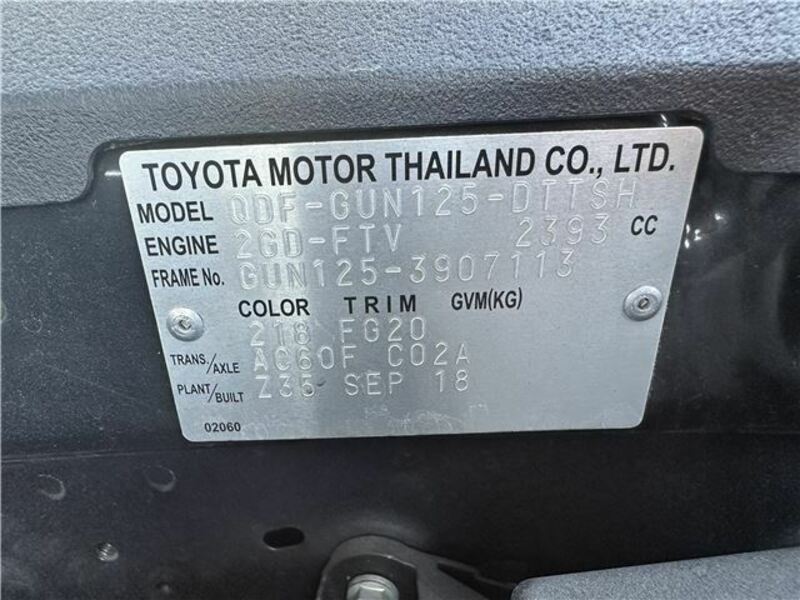 TOYOTA MOTOR THAILAND CO., LTD.
MODEL QDF-GUN125-DTTSH
ENGINE 2GD-FTV 2393 CC
FRAME No. GUN125-3907113
COLOR TRIM GVM(KG)
218 FG20
TRANS./AXLE AC60F C02A
PLANT/BUILT Z35 SEP 18
02060